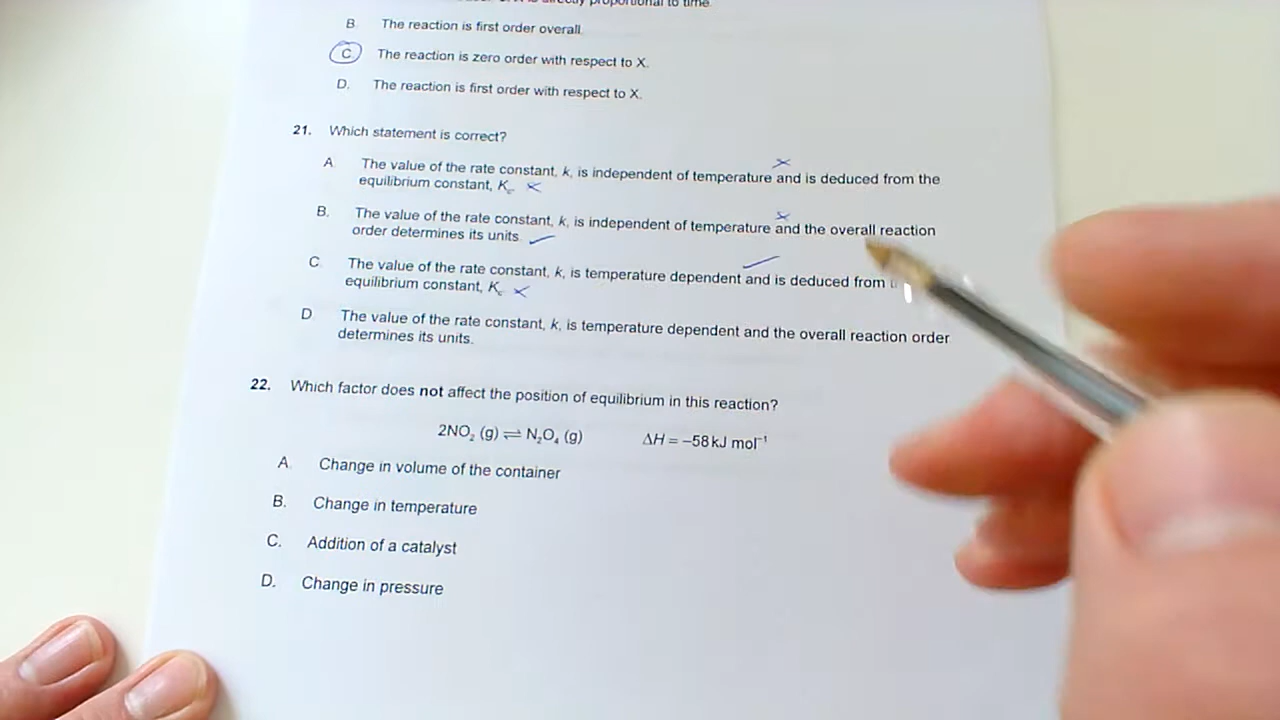 directly proportional to time.
B. The reaction is first order overall.
C. The reaction is zero order with respect to X.
D. The reaction is first order with respect to X.
21. Which statement is correct?
A. The value of the rate constant, k, is independent of temperature and is deduced from the
equilibrium constant, Kc.
B. The value of the rate constant, k, is independent of temperature and the overall reaction
order determines its units.
C. The value of the rate constant, k, is temperature dependent and is deduced from
equilibrium constant, Kc.
D. The value of the rate constant, k, is temperature dependent and the overall reaction order
determines its units.
22. Which factor does not affect the position of equilibrium in this reaction?
2NO₂ (g) ⇌ N₂O₄ (g) ΔH = −58 kJ mol⁻¹
A. Change in volume of the container
B. Change in temperature
C. Addition of a catalyst
D. Change in pressure